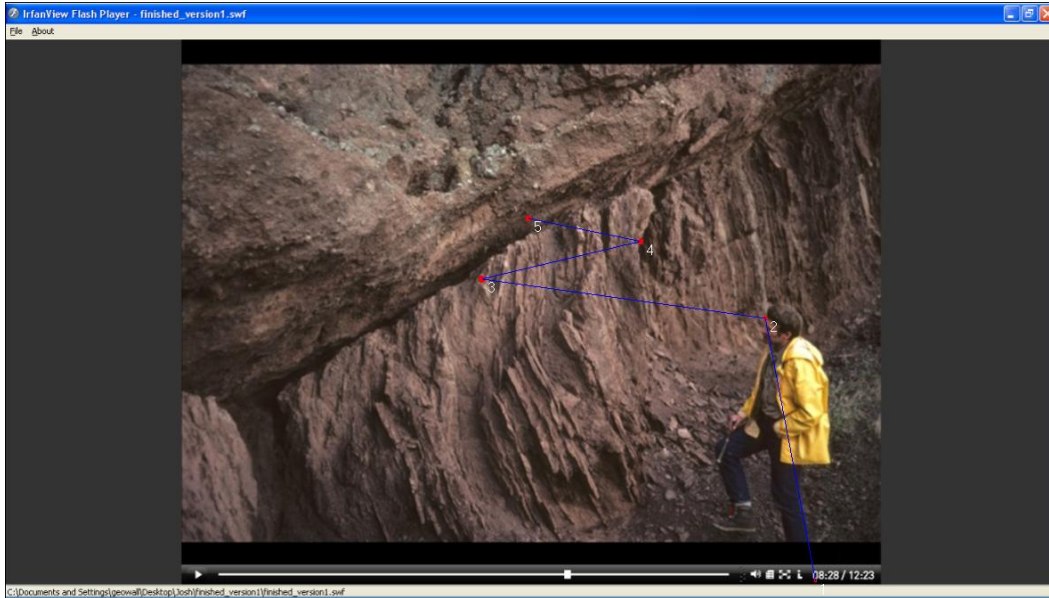 IrfanView Flash Player - finished_version1.swf
File About
5
4
3
2
08:28 / 12:23
C:\Documents and Settings\geowall\Desktop\Josh\finished_version1\finished_version1.swf